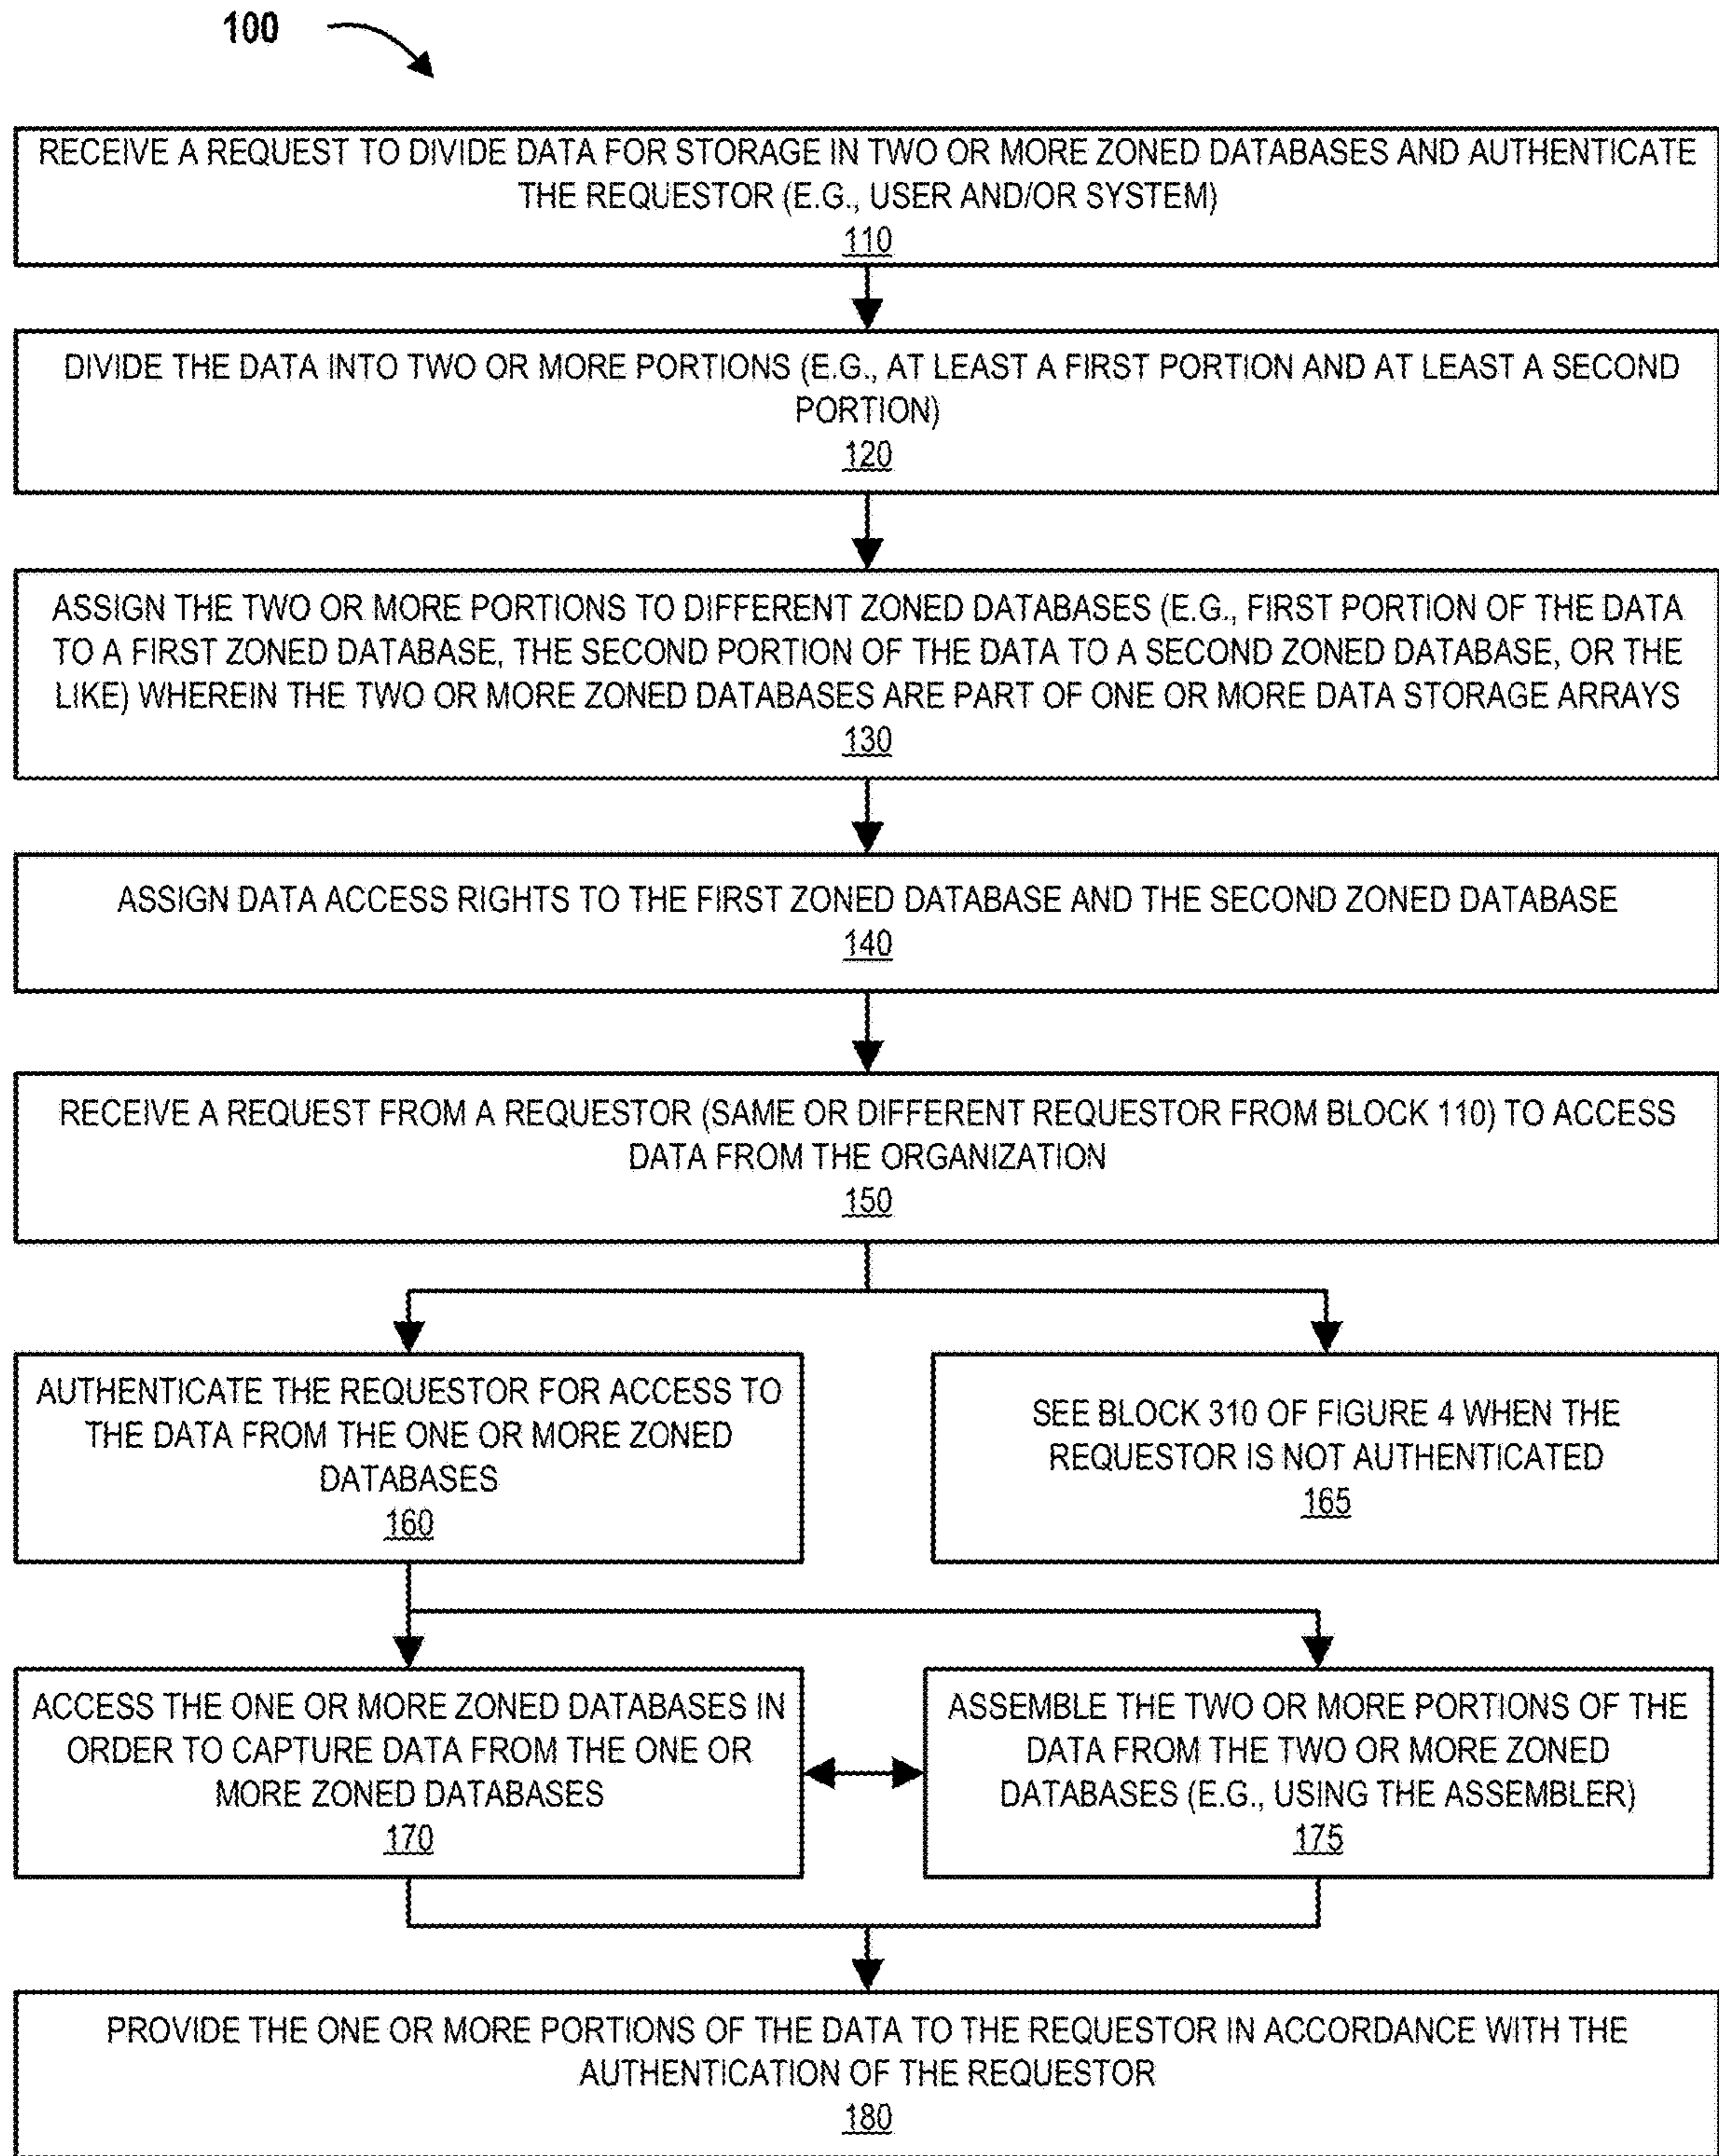 100
RECEIVE A REQUEST TO DIVIDE DATA FOR STORAGE IN TWO OR MORE ZONED DATABASES AND AUTHENTICATE
THE REQUESTOR (E.G., USER AND/OR SYSTEM)
110
DIVIDE THE DATA INTO TWO OR MORE PORTIONS (E.G., AT LEAST A FIRST PORTION AND AT LEAST A SECOND
PORTION)
120
ASSIGN THE TWO OR MORE PORTIONS TO DIFFERENT ZONED DATABASES (E.G., FIRST PORTION OF THE DATA
TO A FIRST ZONED DATABASE, THE SECOND PORTION OF THE DATA TO A SECOND ZONED DATABASE, OR THE
LIKE) WHEREIN THE TWO OR MORE ZONED DATABASES ARE PART OF ONE OR MORE DATA STORAGE ARRAYS
130
ASSIGN DATA ACCESS RIGHTS TO THE FIRST ZONED DATABASE AND THE SECOND ZONED DATABASE
140
RECEIVE A REQUEST FROM A REQUESTOR (SAME OR DIFFERENT REQUESTOR FROM BLOCK 110) TO ACCESS
DATA FROM THE ORGANIZATION
150
AUTHENTICATE THE REQUESTOR FOR ACCESS TO
THE DATA FROM THE ONE OR MORE ZONED
DATABASES
160
SEE BLOCK 310 OF FIGURE 4 WHEN THE
REQUESTOR IS NOT AUTHENTICATED
165
ACCESS THE ONE OR MORE ZONED DATABASES IN
ORDER TO CAPTURE DATA FROM THE ONE OR
MORE ZONED DATABASES
170
ASSEMBLE THE TWO OR MORE PORTIONS OF THE
DATA FROM THE TWO OR MORE ZONED
DATABASES (E.G., USING THE ASSEMBLER)
175
PROVIDE THE ONE OR MORE PORTIONS OF THE DATA TO THE REQUESTOR IN ACCORDANCE WITH THE
AUTHENTICATION OF THE REQUESTOR
180